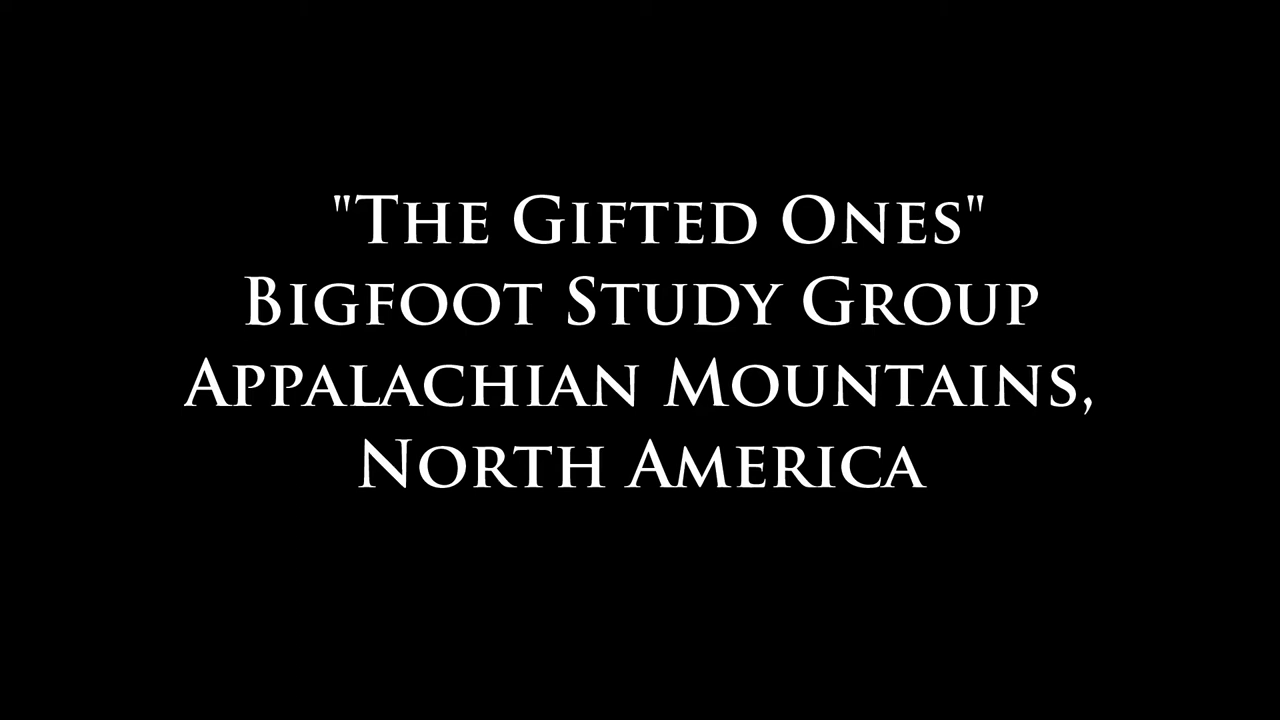 "The Gifted Ones"
Bigfoot Study Group
Appalachian Mountains,
North America